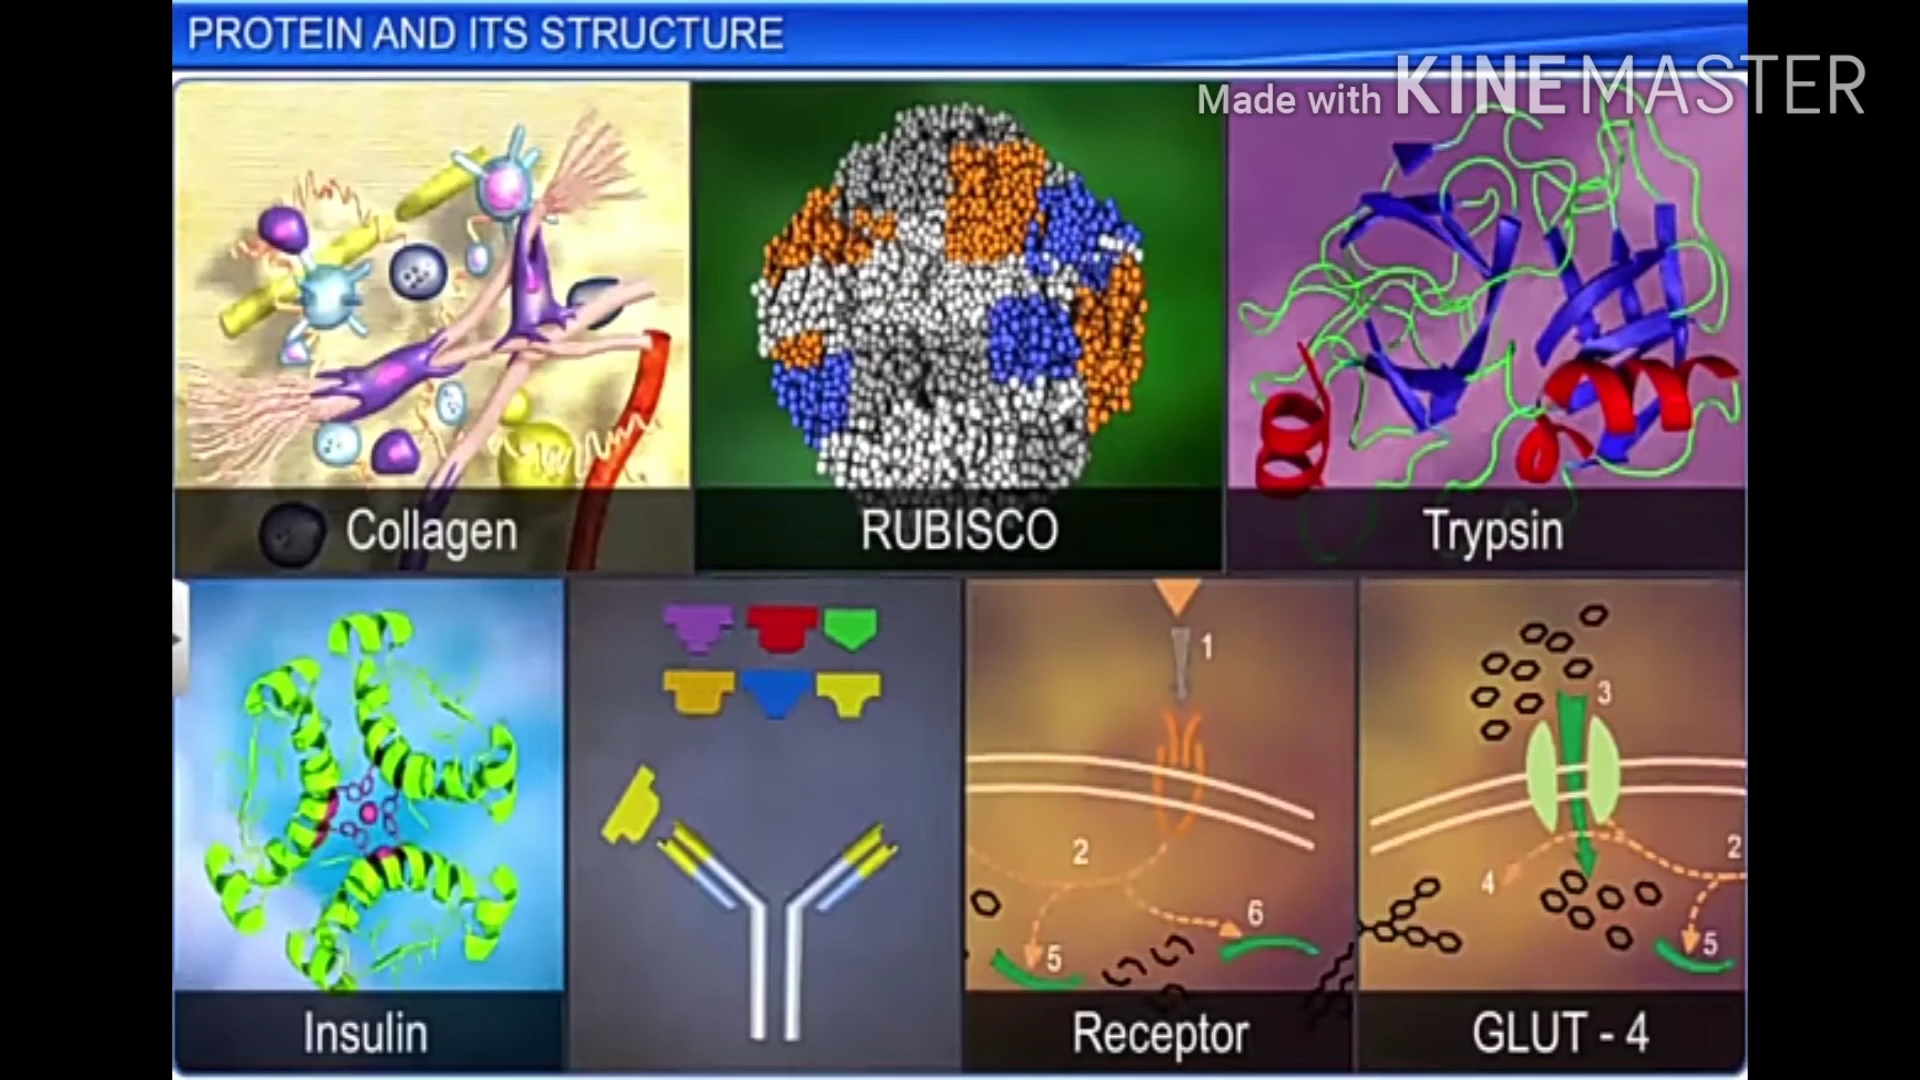 PROTEIN AND ITS STRUCTURE
Made with KINEMASTER
Collagen
RUBISCO
Trypsin
1
3
2
2
4
6
5
5
Insulin
Receptor
GLUT - 4